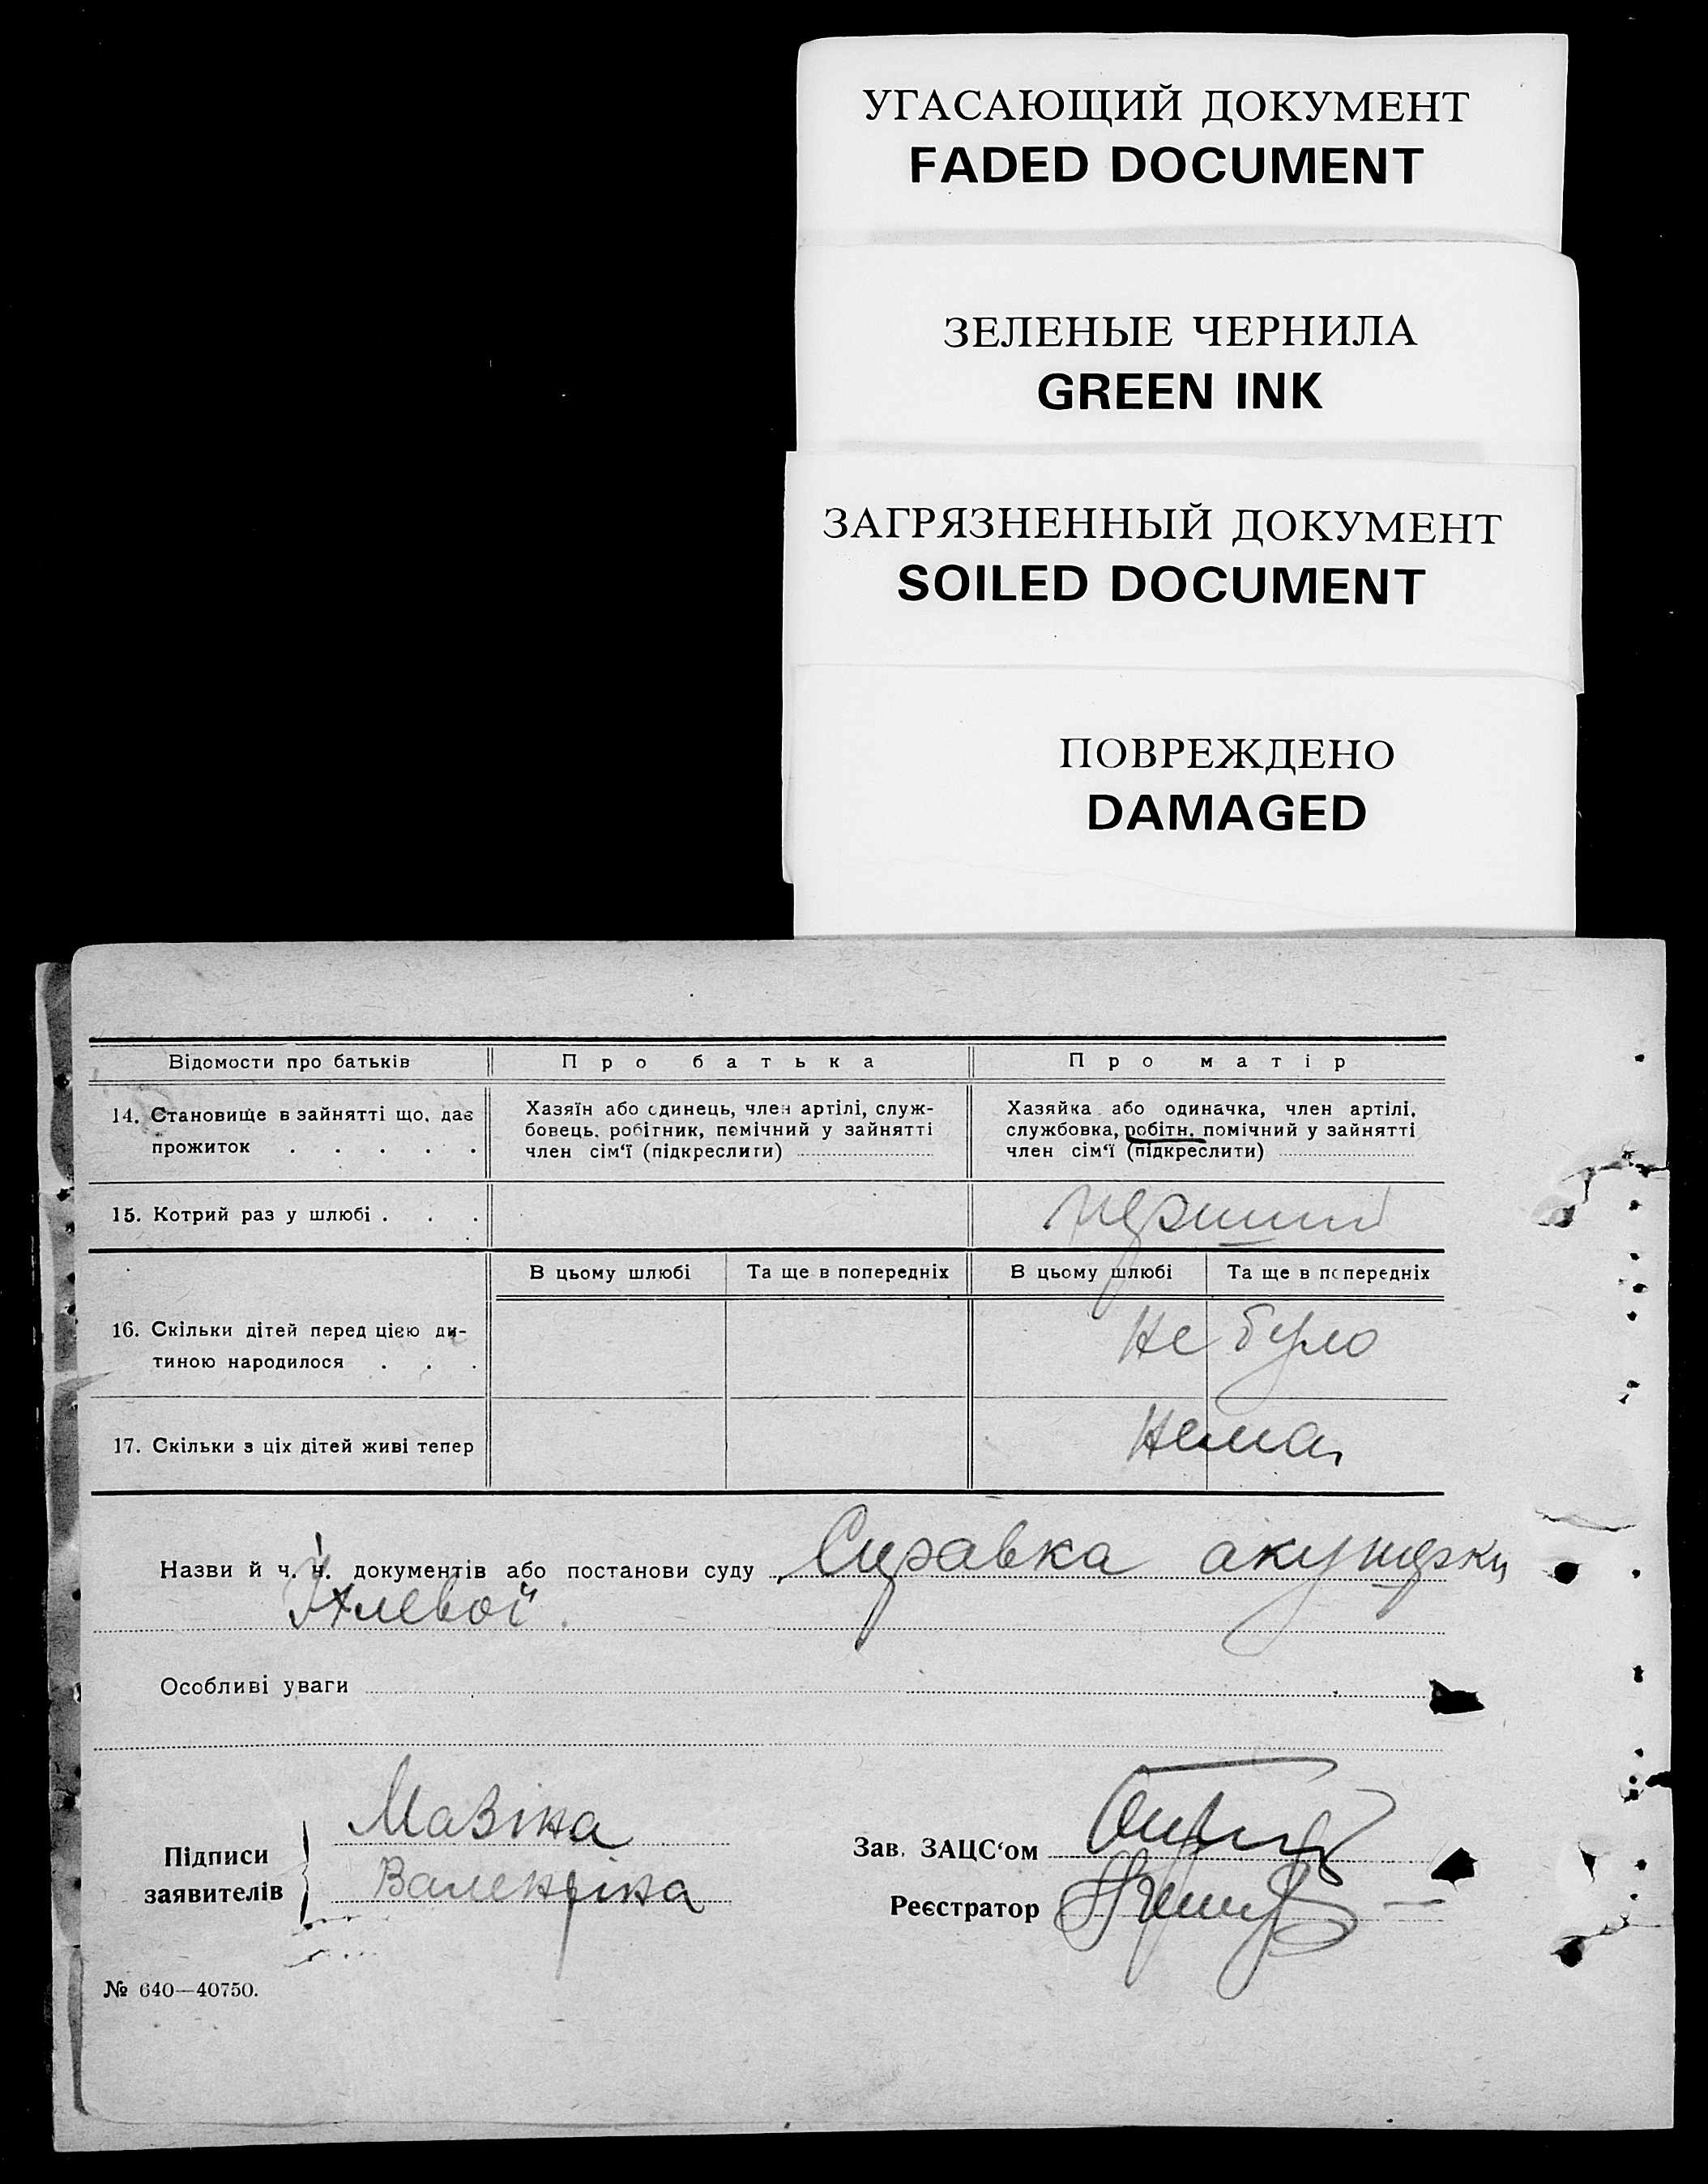 УГАСАЮЩИЙ ДОКУМЕНТ
FADED DOCUMENT
ЗЕЛЕНЫЕ ЧЕРНИЛА
GREEN INK
ЗАГРЯЗНЕННЫЙ ДОКУМЕНТ
SOILED DOCUMENT
ПОВРЕЖДЕНО
DAMAGED
Відомости про батьків
Про батька
Про матір
14. Становище в зайнятті що, дає
прожиток . . . . .
Хазяїн або одинець, член артілі, служ-
бовець, робітник, помічний у зайнятті
член сім‘ї (підкреслити)
Хазяйка або одиначка, член артілі,
службовка, робітн. помічний у зайнятті
член сім‘ї (підкреслити)
15. Котрий раз у шлюбі . . .
перший
В цьому шлюбі
Та ще в попередніх
В цьому шлюбі
Та ще в попередніх
16. Скільки дітей перед цією ди-
тиною народилося . . .
не було
17. Скільки з ціх дітей живі тепер
нема
Назви й ч. ч. документів або постанови суду Справка акушерки
Особливі уваги
Підписи
заявителів
Мазіна
Валентіна
Зав. ЗАЦС‘ом
Реєстратор
№ 640—40750.